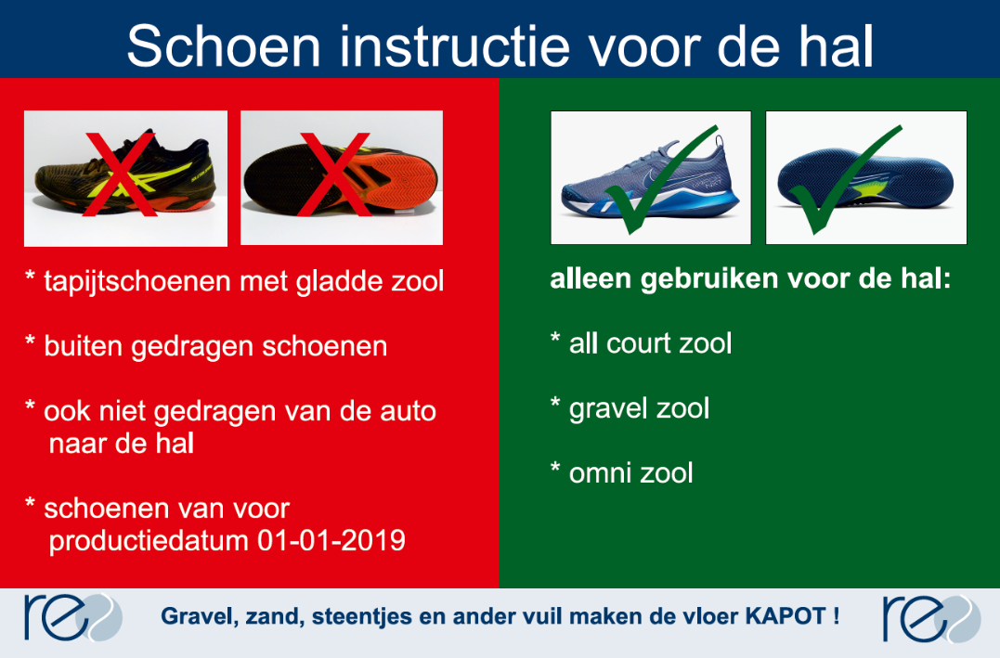 Schoen instructie voor de hal
* tapijtschoenen met gladde zool
* buiten gedragen schoenen
* ook niet gedragen van de auto
naar de hal
* schoenen van voor
productiedatum 01-01-2019
alleen gebruiken voor de hal:
* all court zool
* gravel zool
* omni zool
re
Gravel, zand, steentjes en ander vuil maken de vloer KAPOT !
re